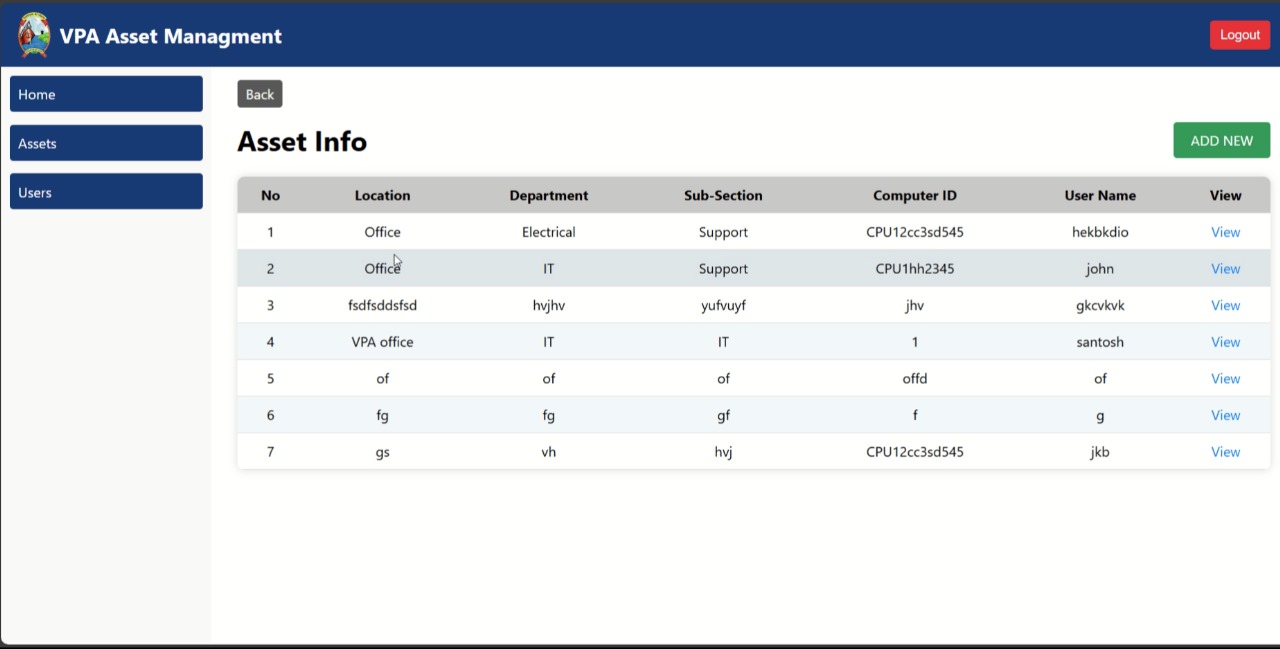 VPA Asset Managment
Logout
Home
Assets
Users
Back
Asset Info
ADD NEW
No Location Department Sub-Section Computer ID User Name View
1 Office Electrical Support CPU12cc3sd545 hekbkdio View
2 Office IT Support CPU1hh2345 john View
3 fsdfsddsfsd hvjhv yufvuyf jhv gkcvkvk View
4 VPA office IT IT 1 santosh View
5 of of of offd of View
6 fg fg gf f g View
7 gs vh hvj CPU12cc3sd545 jkb View